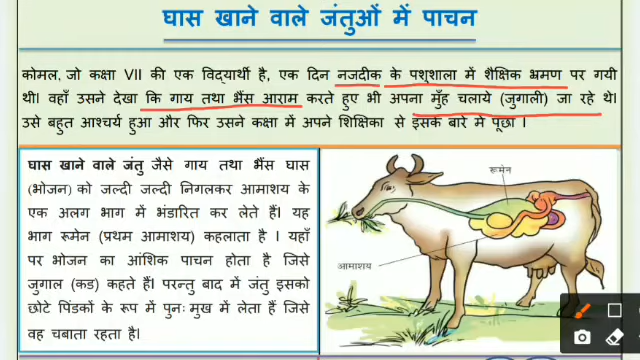 घास खाने वाले जंतुओं में पाचन
कोमल, जो कक्षा VII की एक विद्यार्थी है, एक दिन नजदीक के पशुशाला में शैक्षिक भ्रमण पर गयी
थी। वहाँ उसने देखा कि गाय तथा भैंस आराम करते हुए भी अपना मुँह चलाये (जुगाली) जा रहे थे।
उसे बहुत आश्चर्य हुआ और फिर उसने कक्षा में अपने शिक्षिका से इसके बारे में पूछा ।
घास खाने वाले जंतु जैसे गाय तथा भैंस घास
(भोजन) को जल्दी जल्दी निगलकर आमाशय के
एक अलग भाग में भंडारित कर लेते हैं। यह
भाग रूमेन (प्रथम आमाशय) कहलाता है । यहाँ
पर भोजन का आंशिक पाचन होता है जिसे
जुगाल (कड) कहते हैं। परन्तु बाद में जंतु इसको
छोटे पिंडकों के रूप में पुनः मुख में लेता हैं जिसे
वह चबाता रहता है।
रूमेन
आमाशय